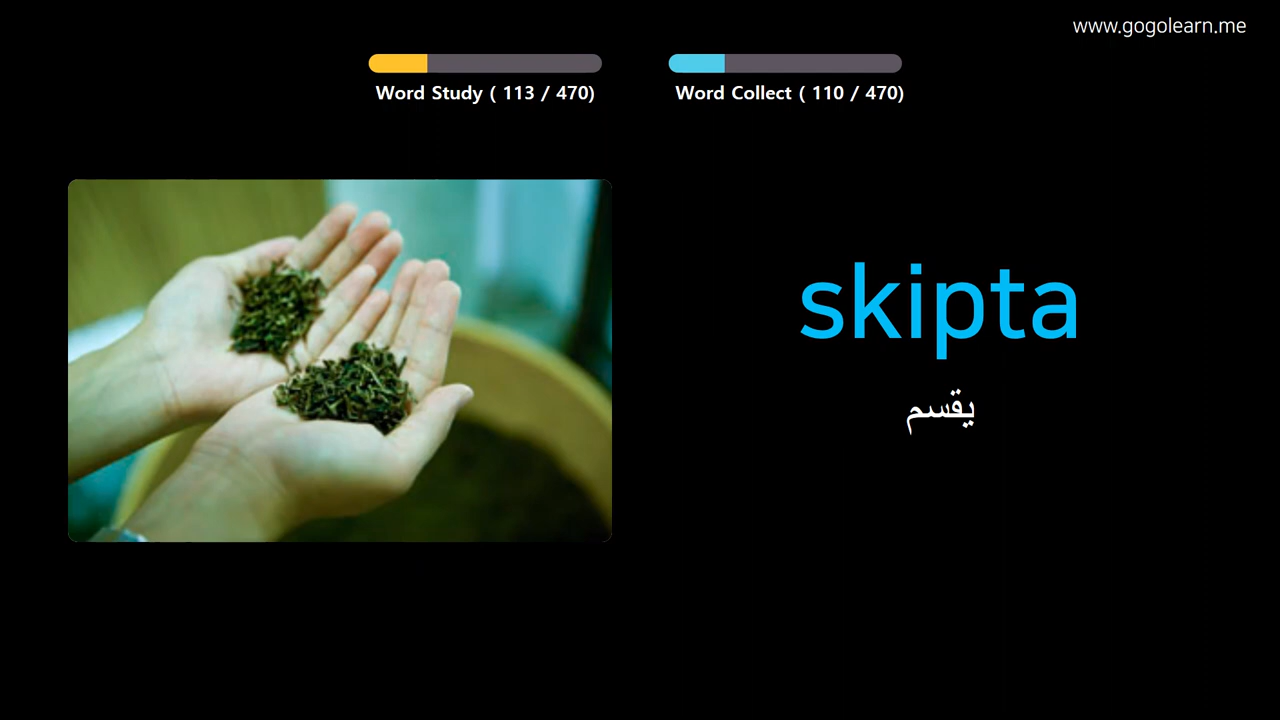 www.gogolearn.me
Word Study ( 113 / 470)
Word Collect ( 110 / 470)
skipta
يقسم